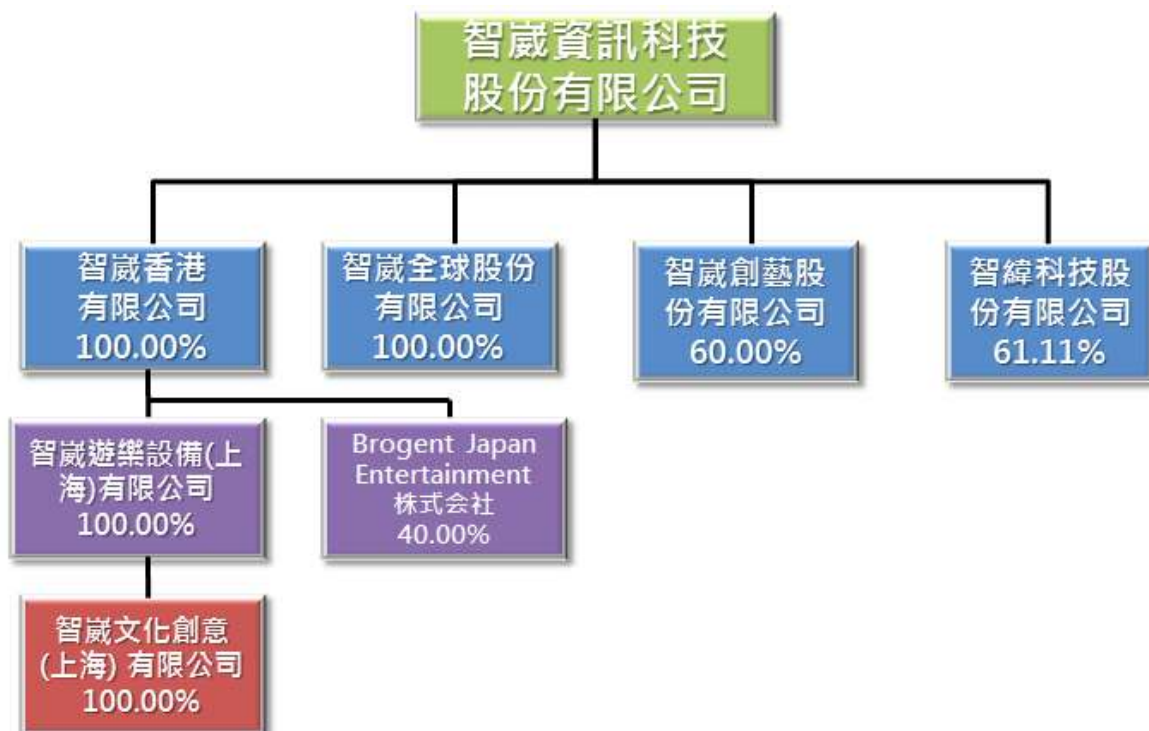 智崴資訊科技
股份有限公司
智崴香港
有限公司
100.00%
智崴全球股份
有限公司
100.00%
智崴創藝股
份有限公司
60.00%
智緯科技股
份有限公司
61.11%
智崴遊樂設備(上
海)有限公司
100.00%
Brogent Japan
Entertainment
株式会社
40.00%
智崴文化創意
(上海) 有限公司
100.00%